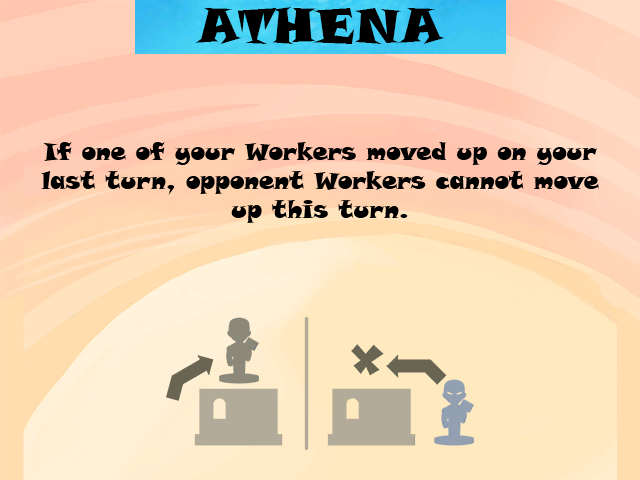 ATHENA
If one of your Workers moved up on your
last turn, opponent Workers cannot move
up this turn.